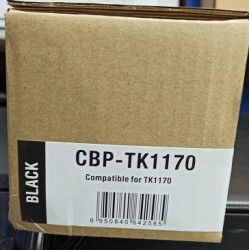 BLACK
CBP-TK1170
Compatible for TK1170
6 950840 642585